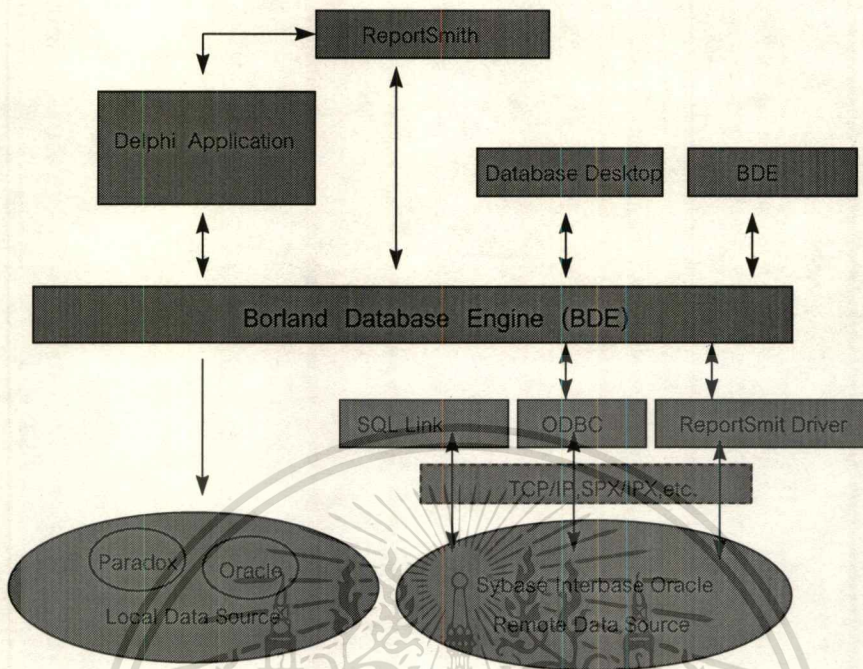 ReportSmith
Delphi Application
Database Desktop
BDE
Borland Database Engine (BDE)
SQL Link
ODBC
ReportSmit Driver
TCP/IP,SPX/IPX,etc.
Paradox
Oracle
Local Data Source
Sybase Interbase Oracle
Remote Data Source